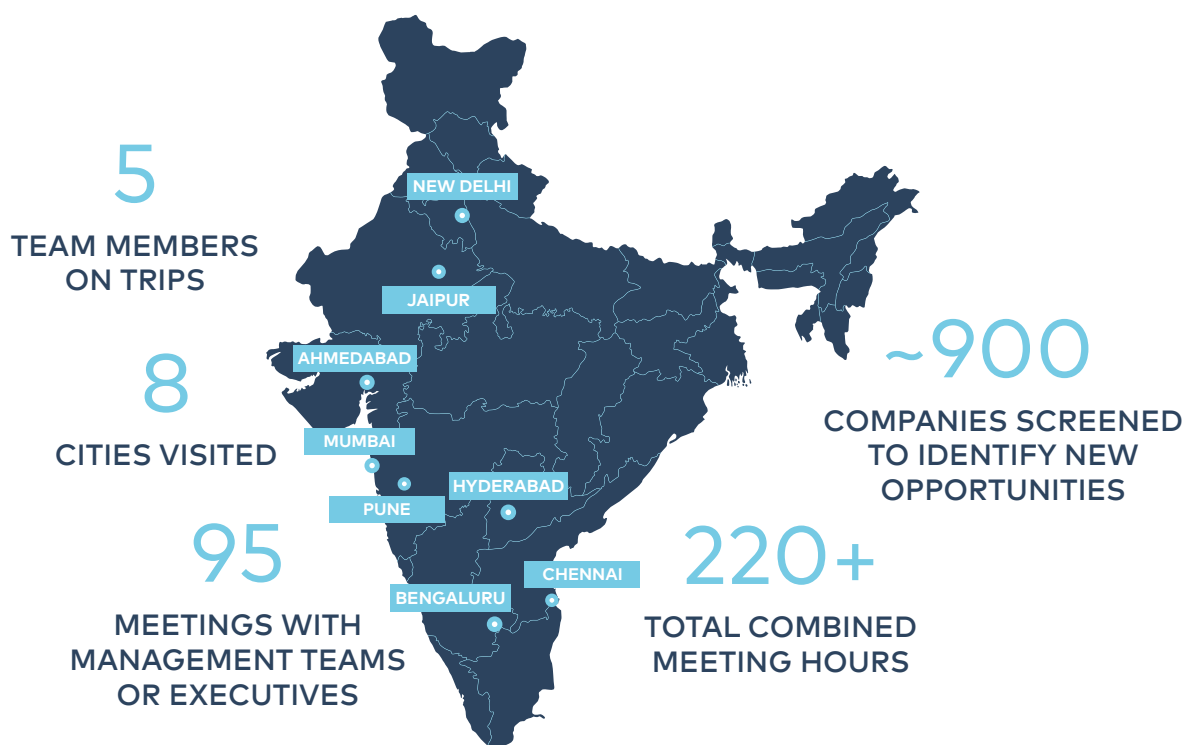 5
TEAM MEMBERS
ON TRIPS
8
CITIES VISITED
95
MEETINGS WITH
MANAGEMENT TEAMS
OR EXECUTIVES
NEW DELHI
JAIPUR
AHMEDABAD
MUMBAI
PUNE
HYDERABAD
CHENNAI
BENGALURU
~900
COMPANIES SCREENED
TO IDENTIFY NEW
OPPORTUNITIES
220+
TOTAL COMBINED
MEETING HOURS